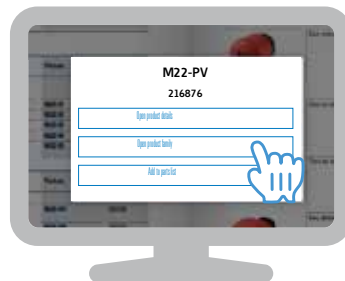 M22-PV
216876
Open product details
Open product family
Add to parts list